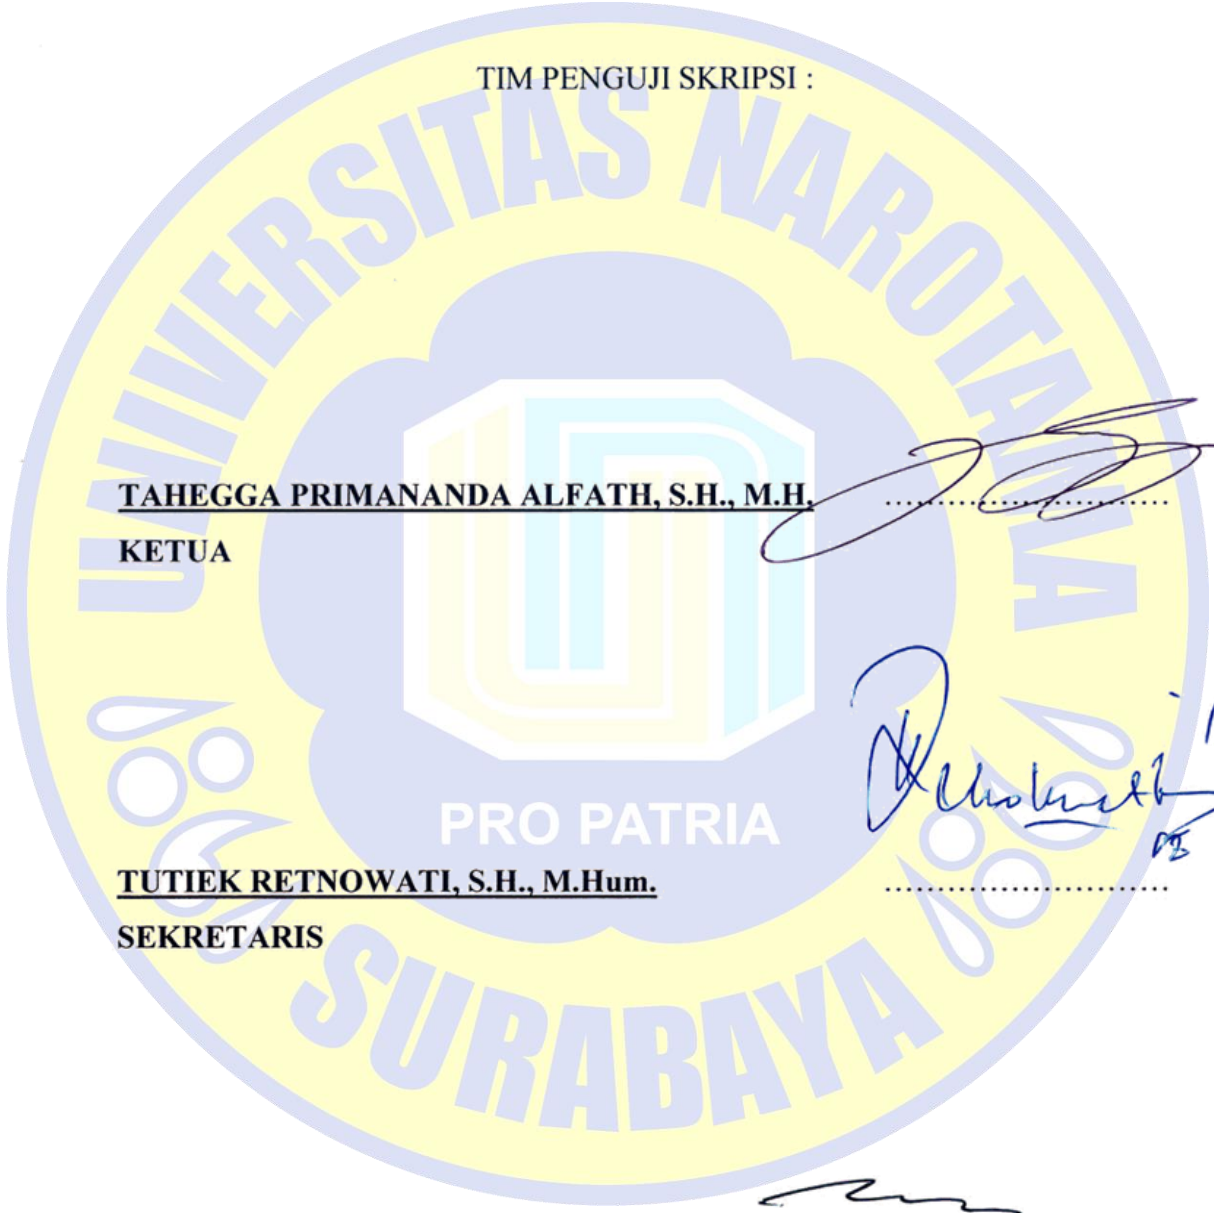 TIM PENGUJI SKRIPSI :
UNIVERSITAS NAROTAMA
TAHEGGA PRIMANANDA ALFATH, S.H., M.H.
.............................
KETUA
PRO PATRIA
TUTIEK RETNOWATI, S.H., M.Hum.
.............................
SEKRETARIS
SURABAYA